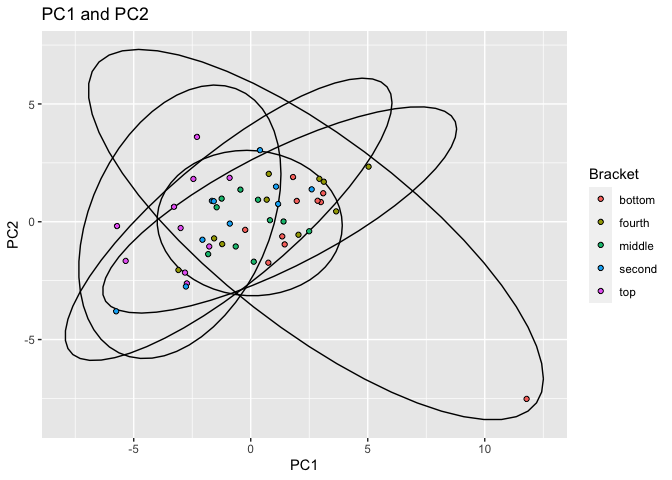 PC1 and PC2
5
0
-5
PC2
-5
0
5
10
PC1
Bracket
bottom
fourth
middle
second
top